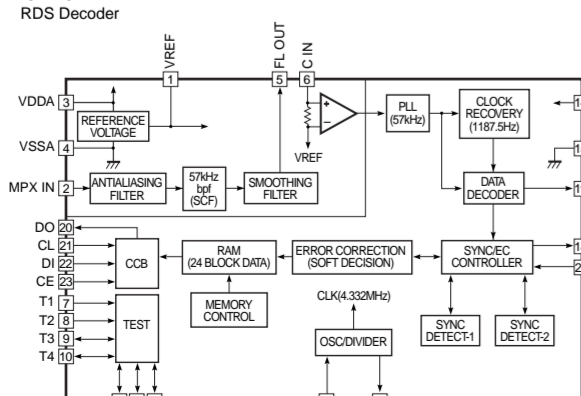 RDS Decoder
VREF
FL OUT
C IN
1
5
6
VDDA 3
REFERENCE
VOLTAGE
VSSA 4
+
−
VREF
PLL
(57kHz)
CLOCK
RECOVERY
(1187.5Hz)
MPX IN 2
ANTIALIASING
FILTER
57kHz
bpf
(SCF)
SMOOTHING
FILTER
DATA
DECODER
DO 20
CL 21
DI 22
CE 23
CCB
RAM
(24 BLOCK DATA)
ERROR CORRECTION
(SOFT DECISION)
SYNC/EC
CONTROLLER
T1 7
T2 8
T3 9
T4 10
TEST
MEMORY
CONTROL
CLK(4.332MHz)
OSC/DIVIDER
SYNC
DETECT-1
SYNC
DETECT-2